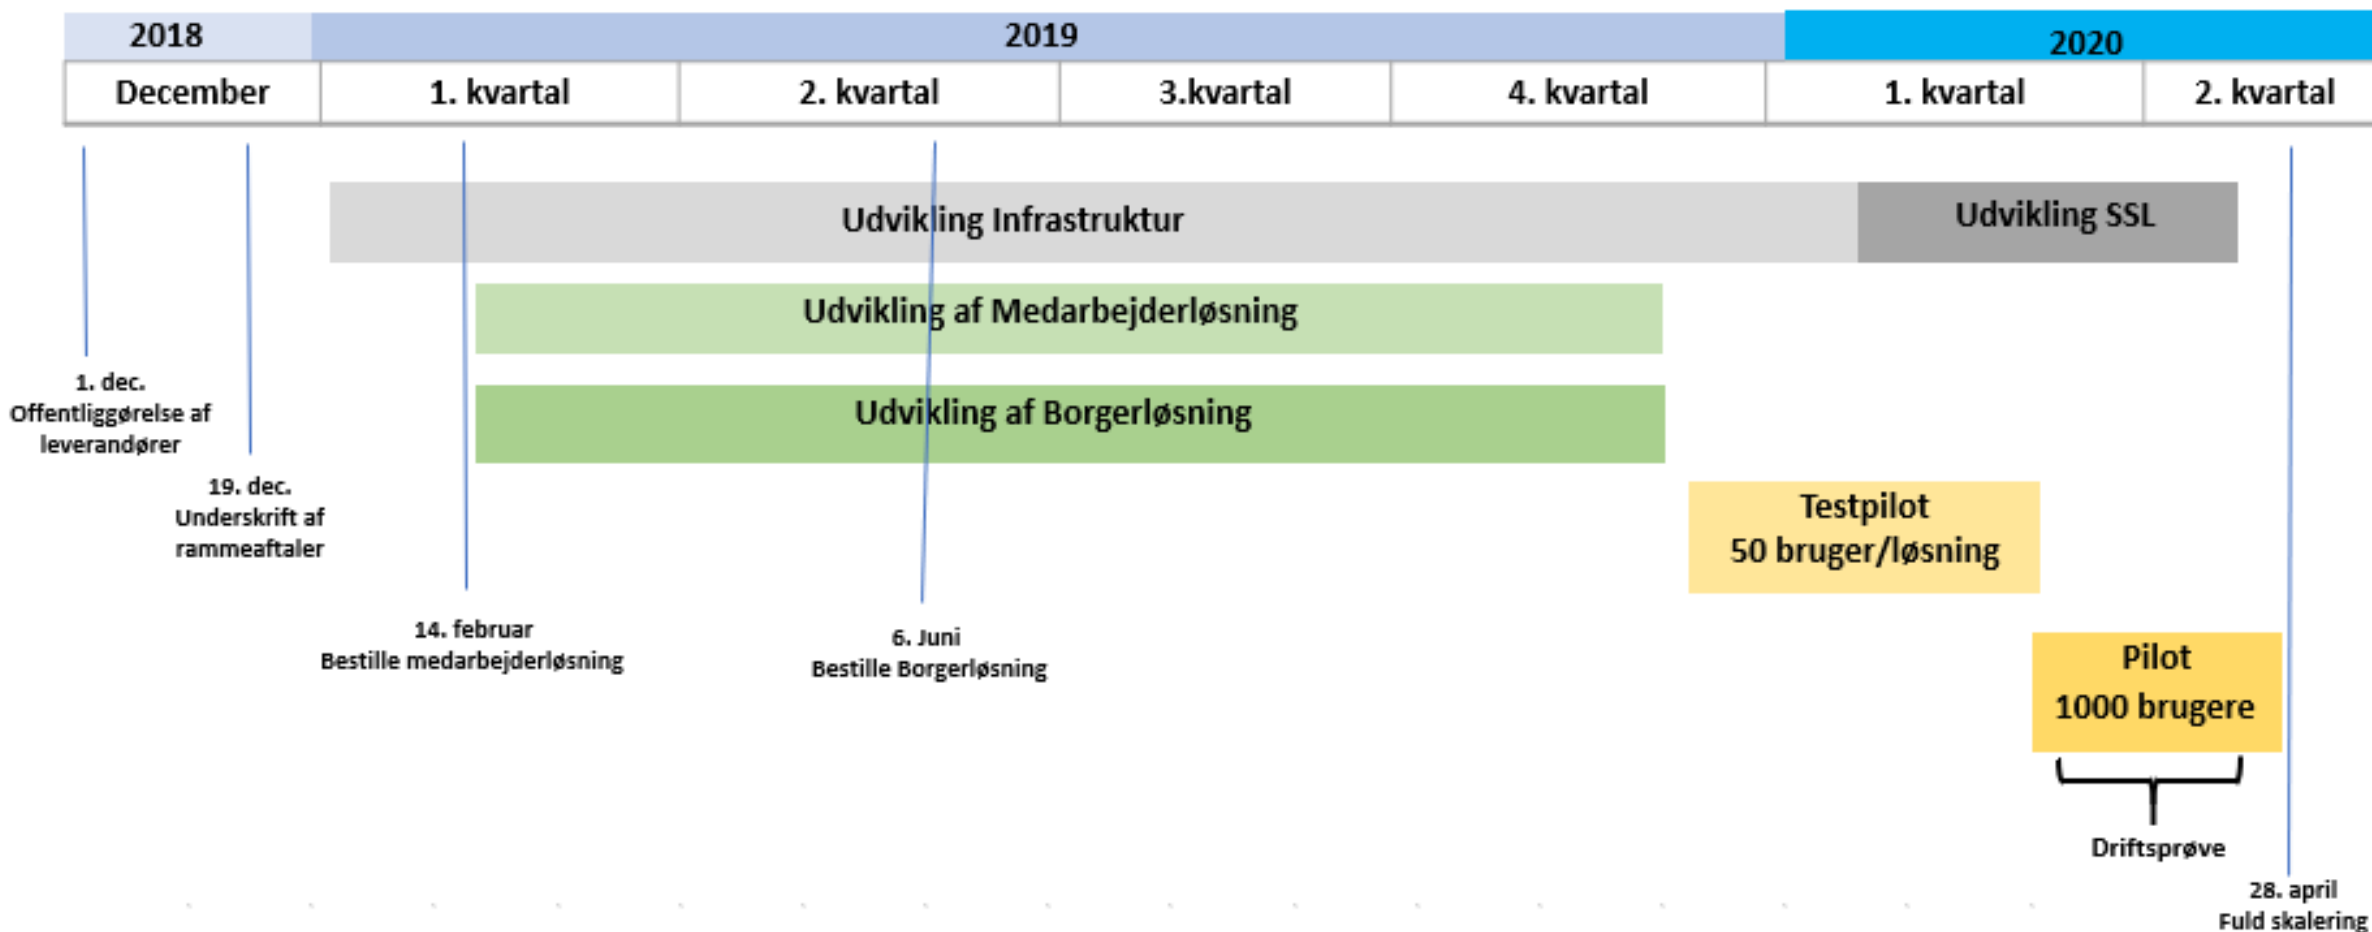 2018
2019
2020
December
1. kvartal
2. kvartal
3.kvartal
4. kvartal
1. kvartal
2. kvartal
Udvikling Infrastruktur
Udvikling SSL
Udvikling af Medarbejderløsning
Udvikling af Borgerløsning
1. dec.
Offentliggørelse af
leverandører
19. dec.
Underskrift af
rammeaftaler
Testpilot
50 bruger/løsning
14. februar
Bestille medarbejderløsning
6. Juni
Bestille Borgerløsning
Pilot
1000 brugere
Driftsprøve
28. april
Fuld skalering